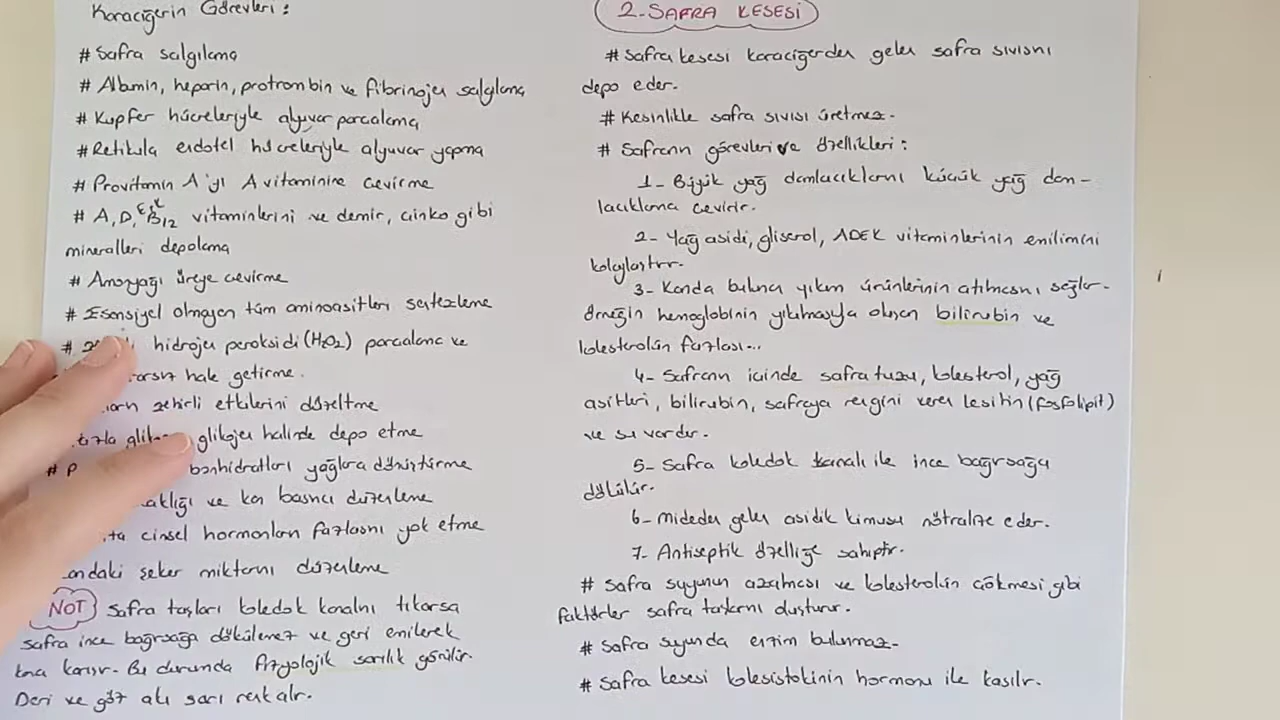 Karaciğerin Görevleri:
# Safra salgılama
# Albümin, heparin, protrombin ve fibrinojen salgılama
# Kupfer hücreleriyle alyuvar parçalama
# Retikula endotel hücreleriyle alyuvar yapma
# Provitamin A'yı A vitaminine çevirme
# A, D, E, K, B12 vitaminlerini ve demir, çinko gibi
mineralleri depolama
# Amonyağı üreye çevirme
# Esansiyel olmayan tüm aminoasitleri sentezleme
# hidrojen peroksidi (H2O2) parçalama ve
hale getirme.
zehirli etkilerini düzeltme
glikojen halinde depo etme
# yağlara dönüştürme
ve kan basıncı düzenleme
cinsel hormonların fazlasını yok etme
şeker miktarını düzenleme
NOT Safra taşları koledok kanalını tıkarsa
safra ince bağırsağa dökülemez ve geri emilerek
kana karışır. Bu durumda fizyolojik sarılık görülür.
Deri ve göz akı sarı renk alır.
2-SAFRA KESESİ
# Safra kesesi karaciğerden gelen safra sıvısını
depo eder.
# Kesinlikle safra sıvısı üretmez.
# Safranın görevleri ve özellikleri:
1- Büyük yağ damlacıklarını küçük yağ dam-
lacıklarına çevirir.
2- Yağ asidi, gliserol, ADEK vitaminlerinin emilimini
kolaylaştırır.
3- Kanda bulunan yıkım ürünlerinin atılmasını sağlar.
Örneğin hemoglobinin yıkılmasıyla oluşan bilirubin ve
kolesterolün fazlası...
4- Safranın içinde safra tuzu, kolesterol, yağ
asitleri, bilirubin, safraya rengini veren lesitin (fosfolipit)
ve su vardır.
5- Safra koledok kanalı ile ince bağırsağa
dökülür.
6- mideden gelen asidik kimusu nötralize eder.
7- Antiseptik özelliğe sahiptir.
# Safra suyunun azalması ve kolesterolün çökmesi gibi
faktörler safra taşlarını oluşturur.
# Safra suyunda enzim bulunmaz.
# Safra kesesi kolesistokinin hormonu ile kasılır.